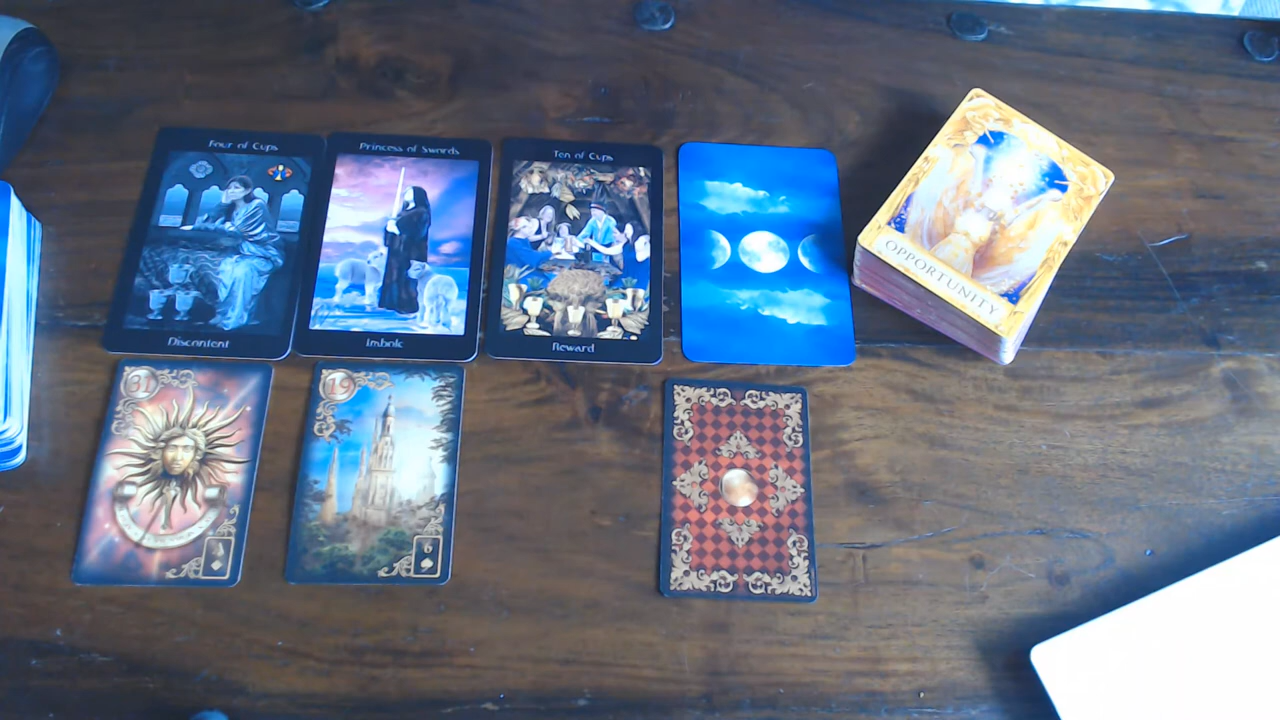 Four of Cups
Discontent
Princess of Swords
Imbolc
Ten of Cups
Reward
OPPORTUNITY
31
19
6